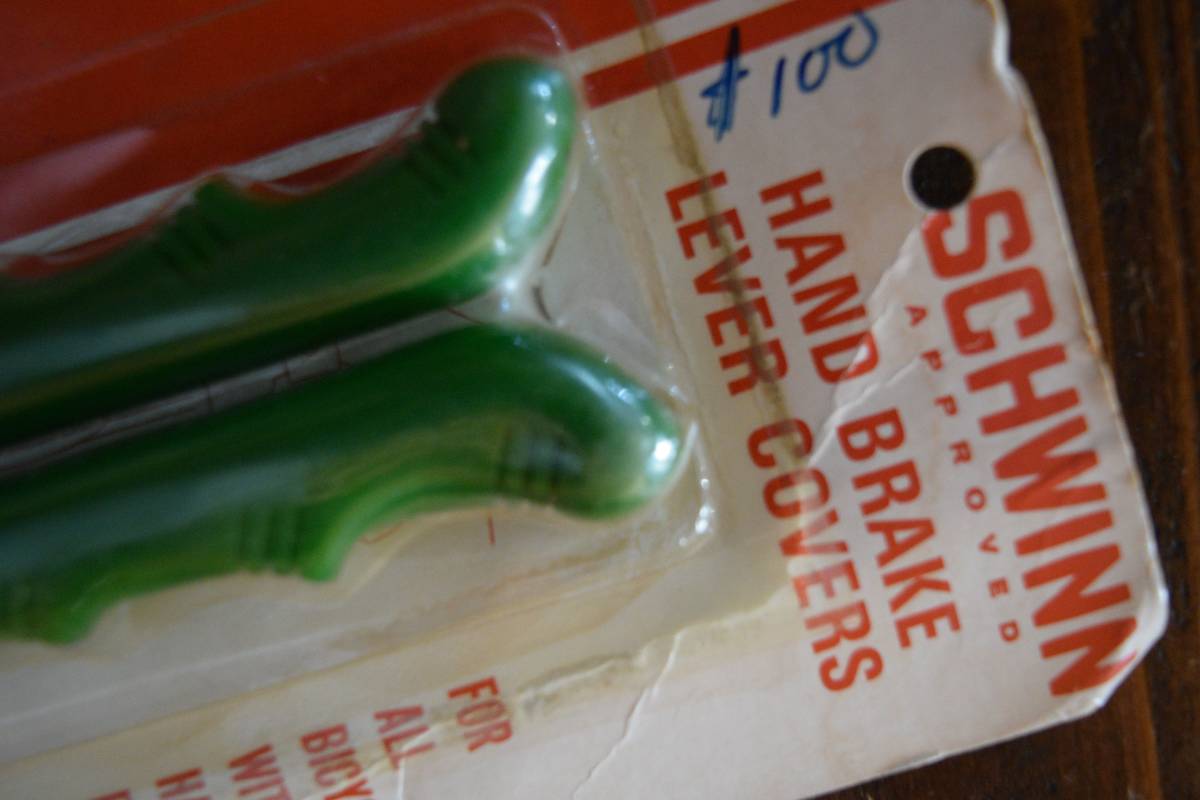 $100
SCHWINN
APPROVED
HAND BRAKE
LEVER COVERS
FOR
ALL